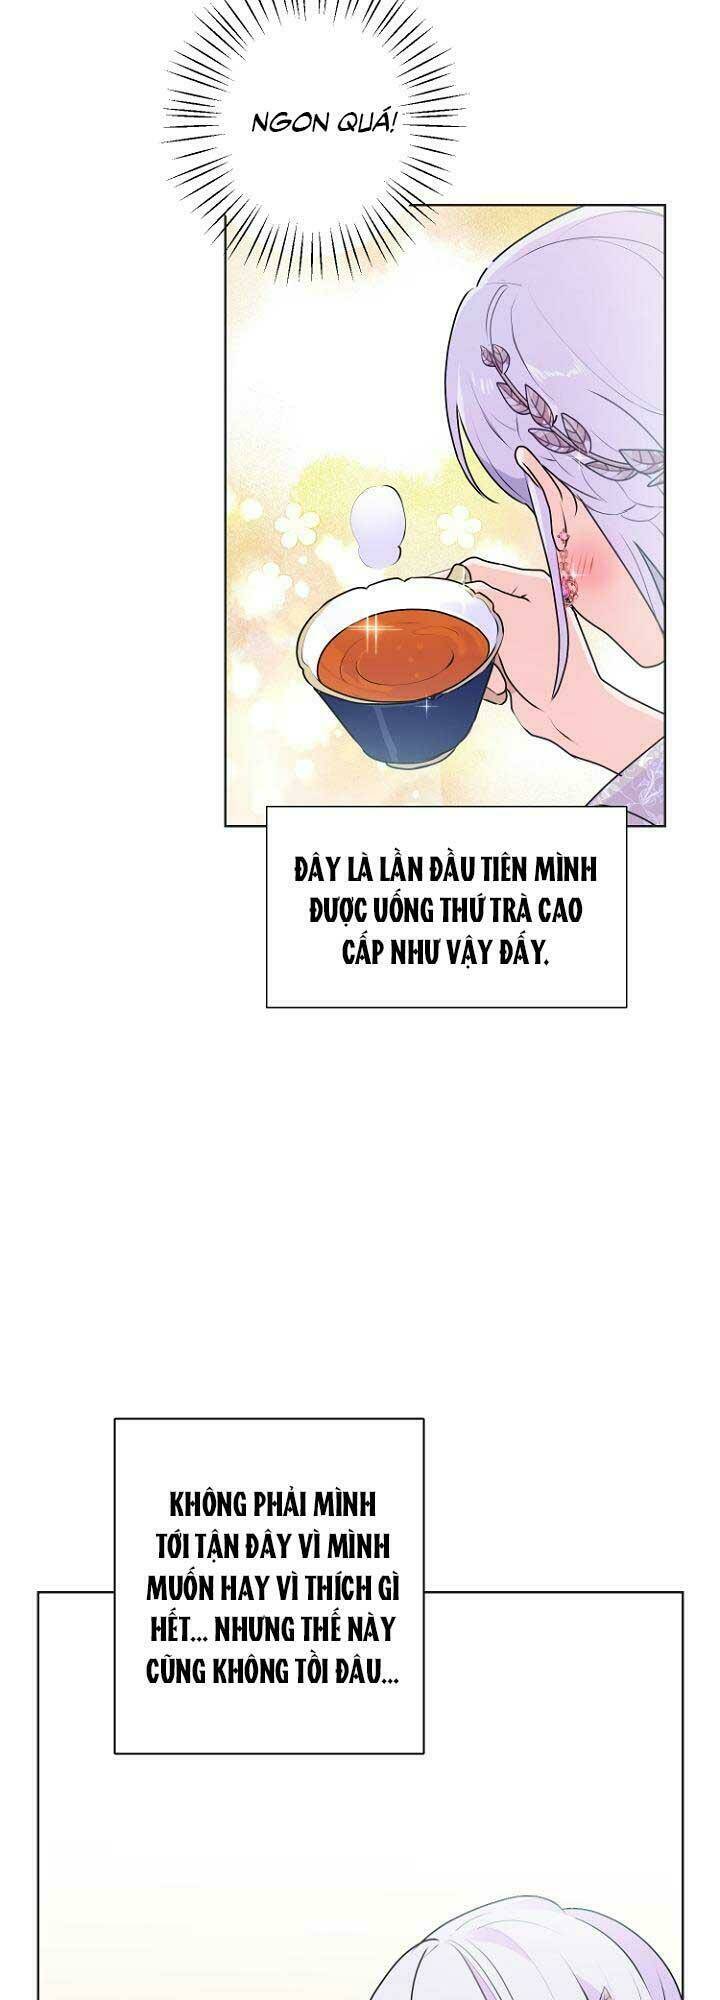 NGON QUÁ!
ĐÂY LÀ LẦN ĐẦU TIÊN MÌNH
ĐƯỢC UỐNG THỨ TRÀ CAO
CẤP NHƯ VẬY ĐẤY.
KHÔNG PHẢI MÌNH
TỚI TẬN ĐÂY VÌ MÌNH
MUỐN HAY VÌ THÍCH GÌ
HẾT... NHƯNG THẾ NÀY
CŨNG KHÔNG TỒI ĐÂU...